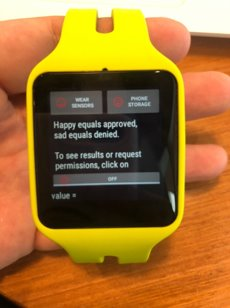 WEAR
SENSORS
PHONE
STORAGE
Happy equals approved,
sad equals denied.
To see results or request
permissions, click on
OFF
value =